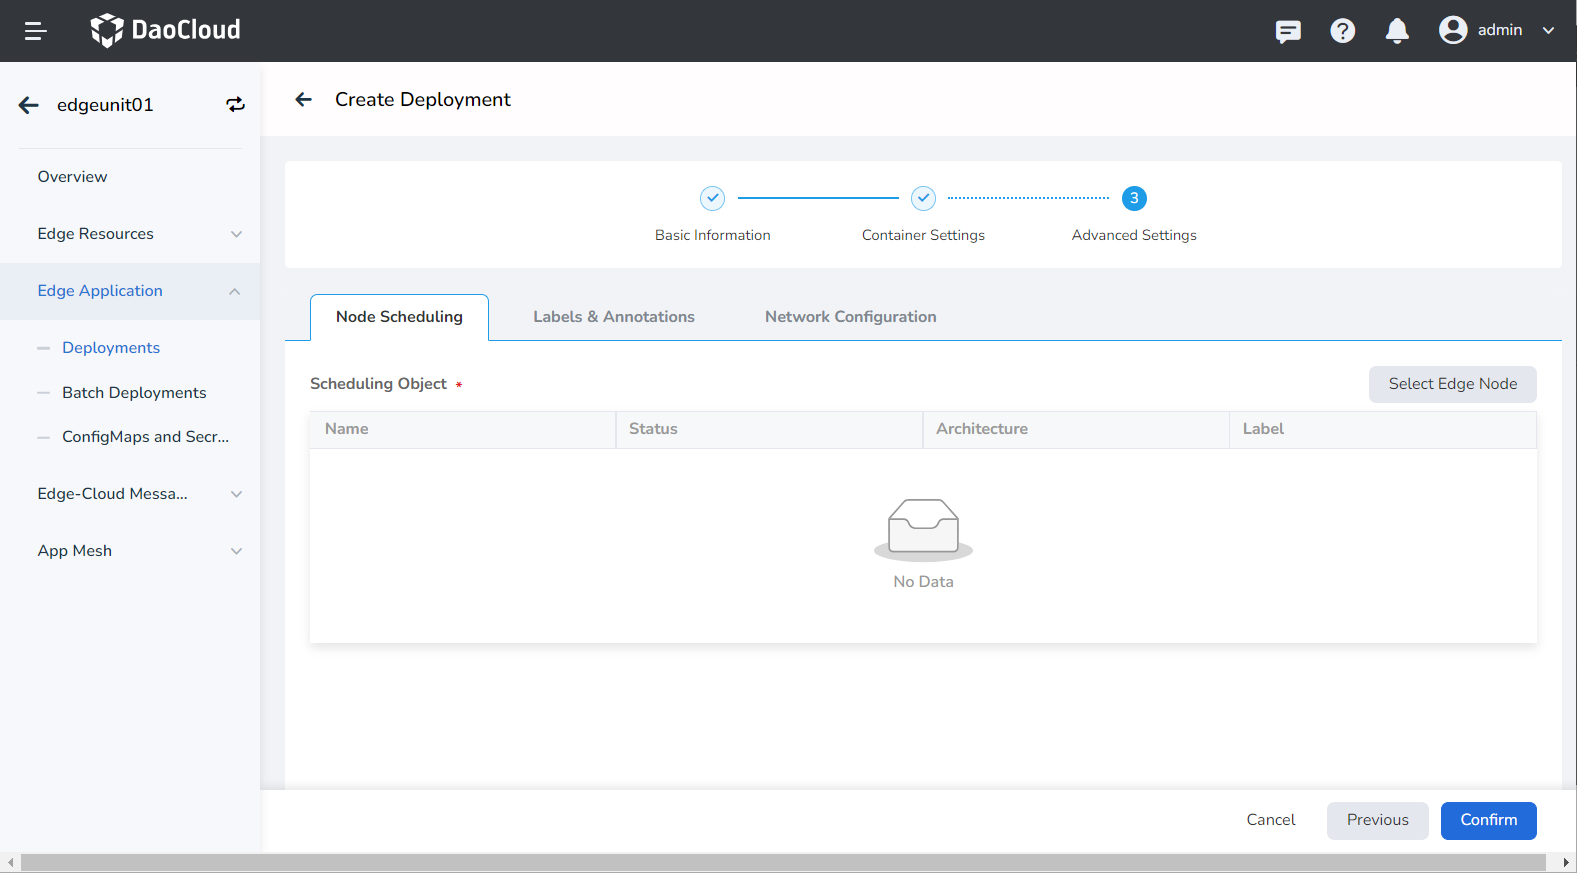 DaoCloud
admin
edgeunit01
Create Deployment
Overview
Edge Resources
Edge Application
Deployments
Batch Deployments
ConfigMaps and Secr...
Edge-Cloud Messa...
App Mesh
3
Basic Information
Container Settings
Advanced Settings
Node Scheduling
Labels & Annotations
Network Configuration
Scheduling Object *
Select Edge Node
Name
Status
Architecture
Label
No Data
Cancel
Previous
Confirm